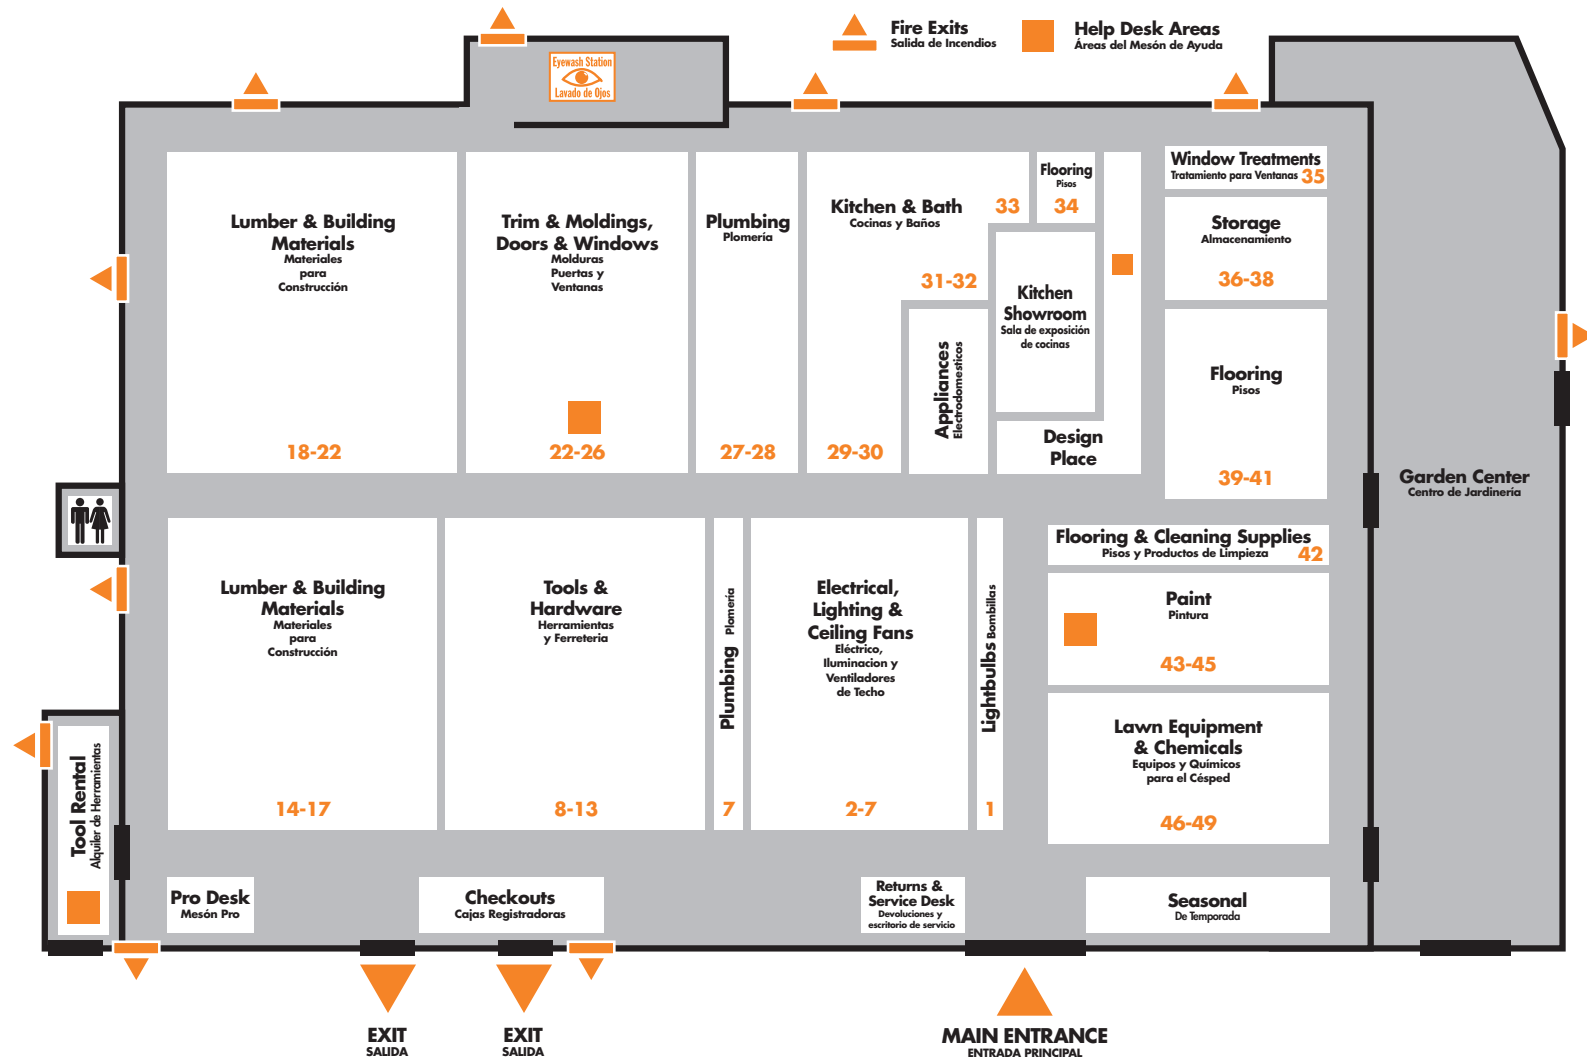 Fire Exits
Salida de Incendios
Help Desk Areas
Áreas del Mesón de Ayuda
Eyewash Station
Lavado de Ojos
Lumber & Building
Materials
Materiales
para
Construcción
18-22
Trim & Moldings,
Doors & Windows
Molduras
Puertas y
Ventanas
22-26
Plumbing
Plomería
27-28
Kitchen & Bath
Cocinas y Baños
33
31-32
29-30
Flooring
Pisos
34
Kitchen
Showroom
Sala de exposición
de cocinas
Appliances
Electrodomesticos
Design
Place
Window Treatments
Tratamiento para Ventanas 35
Storage
Almacenamiento
36-38
Flooring
Pisos
39-41
Garden Center
Centro de Jardinería
Lumber & Building
Materials
Materiales
para
Construcción
14-17
Tools &
Hardware
Herramientas
y Ferreteria
8-13
Plumbing Plomería
7
Electrical,
Lighting &
Ceiling Fans
Eléctrico,
Iluminacion y
Ventiladores
de Techo
2-7
Lightbulbs Bombillas
1
Flooring & Cleaning Supplies
Pisos y Productos de Limpieza 42
Paint
Pintura
43-45
Lawn Equipment
& Chemicals
Equipos y Químicos
para el Césped
46-49
Tool Rental
Alquiler de Herramientas
Pro Desk
Mesón Pro
Checkouts
Cajas Registradoras
Returns &
Service Desk
Devoluciones y
escritorio de servicio
Seasonal
De Temporada
EXIT
SALIDA
EXIT
SALIDA
MAIN ENTRANCE
ENTRADA PRINCIPAL